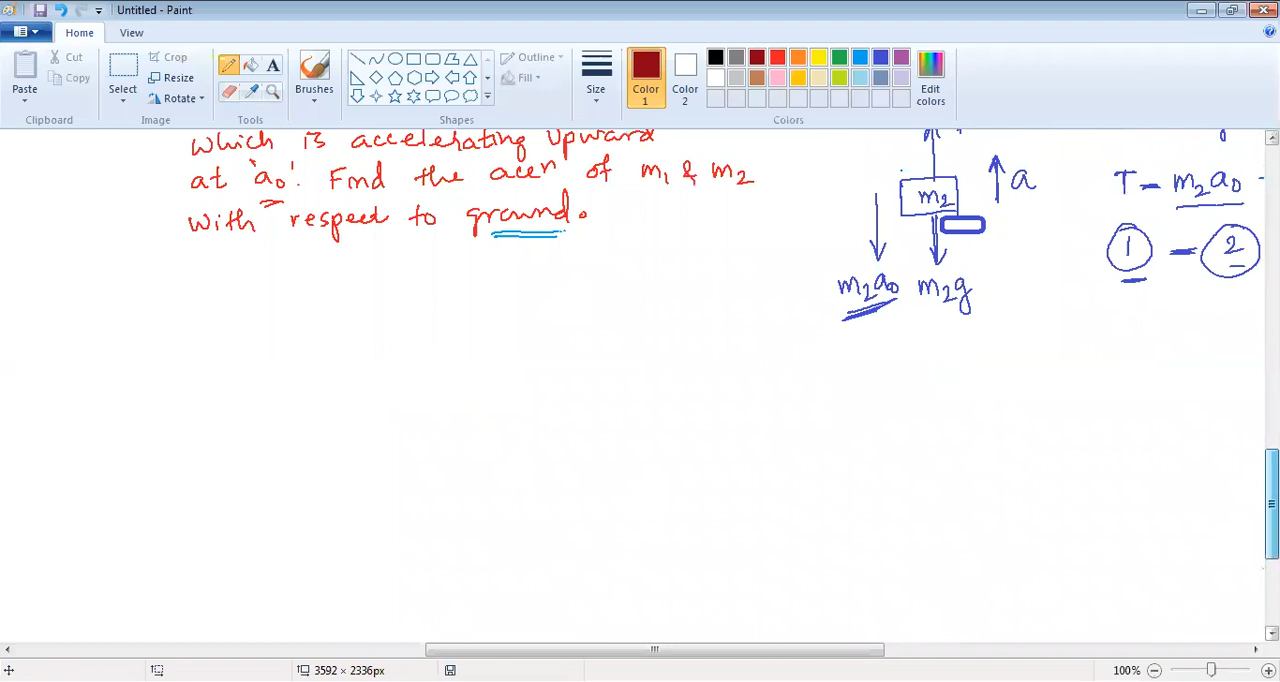 Untitled - Paint
Home
View
Cut
Copy
Paste
Clipboard
Select
Crop
Resize
Rotate
Image
Tools
Brushes
Outline
Fill
Shapes
Size
Color 1
Color 2
Edit colors
Colors
which is accelerating upward
at 'a₀'. Find the acen of m₁ & m₂
with respect to ground.
m₂
a
m₂a₀ m₂g
T - m₂a₀ -
① - ②
3592 × 2336px
100%